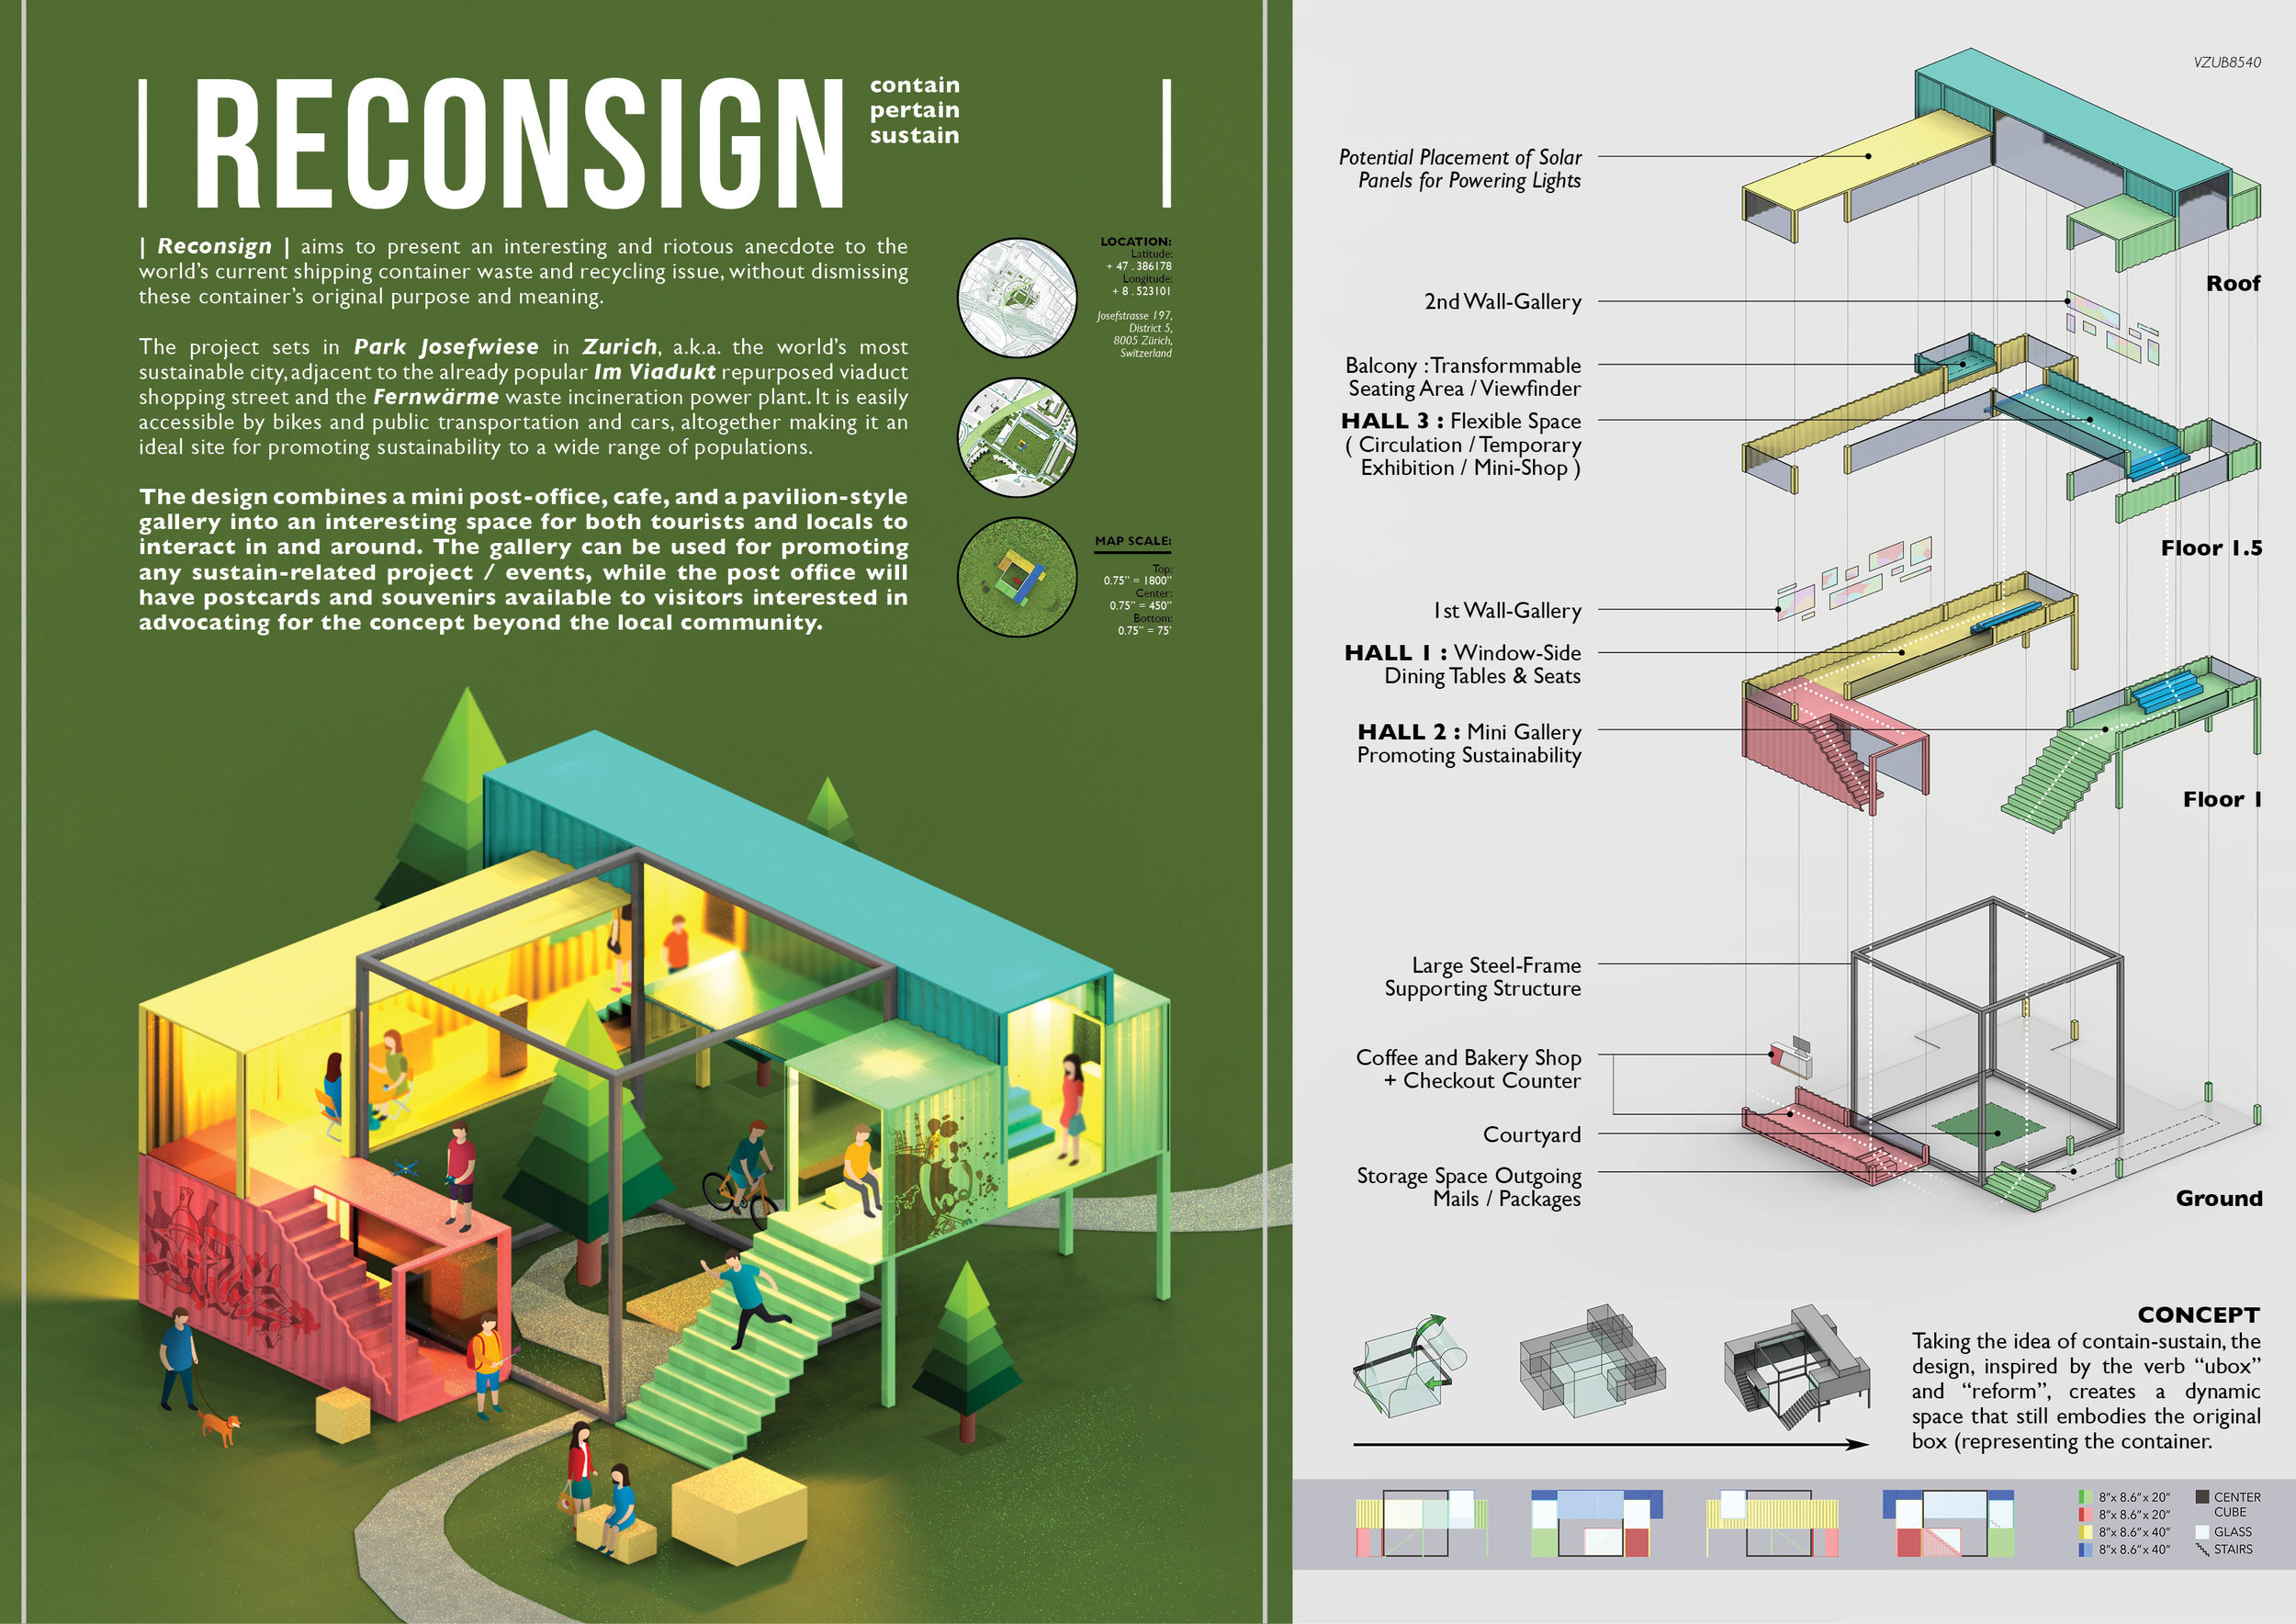 | RECONSIGN |
contain
pertain
sustain
| Reconsign | aims to present an interesting and riotous anecdote to the
world's current shipping container waste and recycling issue, without dismissing
these container's original purpose and meaning.
The project sets in Park Josefwiese in Zurich, a.k.a. the world's most
sustainable city, adjacent to the already popular Im Viadukt repurposed viaduct
shopping street and the Fernwärme waste incineration power plant. It is easily
accessible by bikes and public transportation and cars, altogether making it an
ideal site for promoting sustainability to a wide range of populations.
The design combines a mini post-office, cafe, and a pavilion-style
gallery into an interesting space for both tourists and locals to
interact in and around. The gallery can be used for promoting
any sustain-related project / events, while the post office will
have postcards and souvenirs available to visitors interested in
advocating for the concept beyond the local community.
LOCATION:
Latitude:
+ 47 . 386178
Longitude:
+ 8 . 523101
Josefstrasse 197,
District 5,
8005 Zürich,
Switzerland
MAP SCALE:
Top:
0.75" = 1800"
Center:
0.75" = 450"
Bottom:
0.75" = 75'
VZUB8540
Potential Placement of Solar
Panels for Powering Lights
Roof
2nd Wall-Gallery
Balcony : Transformmable
Seating Area / Viewfinder
HALL 3 : Flexible Space
( Circulation / Temporary
Exhibition / Mini-Shop )
Floor 1.5
1st Wall-Gallery
HALL 1 : Window-Side
Dining Tables & Seats
HALL 2 : Mini Gallery
Promoting Sustainability
Floor 1
Large Steel-Frame
Supporting Structure
Coffee and Bakery Shop
+ Checkout Counter
Courtyard
Storage Space Outgoing
Mails / Packages
Ground
CONCEPT
Taking the idea of contain-sustain, the
design, inspired by the verb "ubox"
and "reform", creates a dynamic
space that still embodies the original
box (representing the container.
8"x 8.6"x 20"
8"x 8.6"x 20"
8"x 8.6"x 40"
8"x 8.6"x 40"
CENTER
CUBE
GLASS
STAIRS